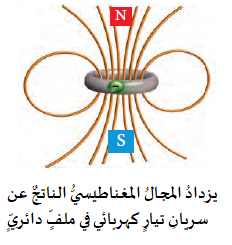 N
S
يزدادُ المجالُ المغناطيسيُّ الناتجُ عن
سريانِ تيارٍ كهربائي في ملفٍّ دائريٍّ